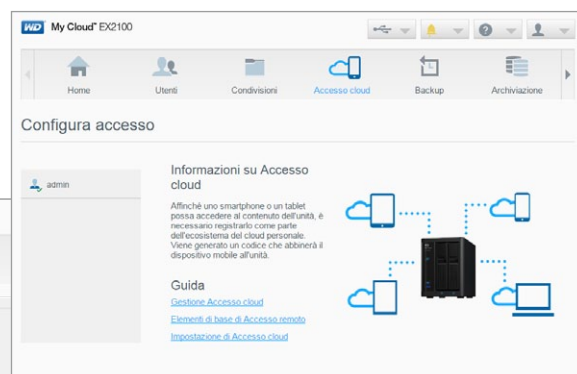 WD My Cloud™ EX2100
Home
Utenti
Condivisioni
Accesso cloud
Backup
Archiviazione
Configura accesso
admin
Informazioni su Accesso
cloud
Affinché uno smartphone o un tablet
possa accedere al contenuto dell'unità, è
necessario registrarlo come parte
dell'ecosistema del cloud personale.
Viene generato un codice che abbinerà il
dispositivo mobile all'unità.
Guida
Gestione Accesso cloud
Elementi di base di Accesso remoto
Impostazione di Accesso cloud